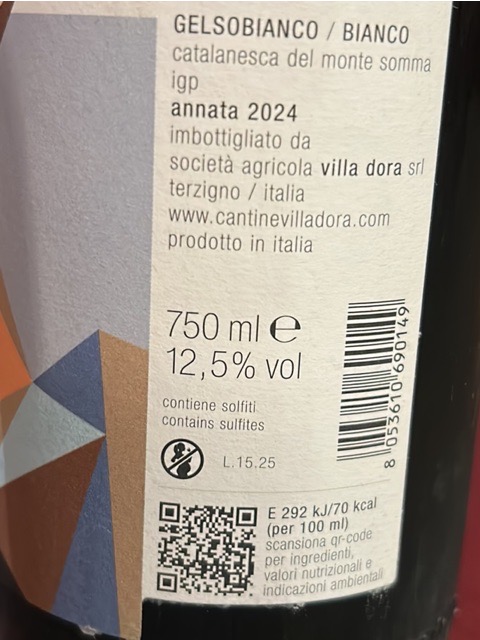 GELSOBIANCO / BIANCO
catalanesca del monte somma
igp
annata 2024
imbottigliato da
società agricola villa dora srl
terzigno / italia
www.cantinevilladora.com
prodotto in italia
750 ml e
12,5% vol
contiene solfiti
contains sulfites
L.15.25
8 053610 690149
E 292 kJ/70 kcal
(per 100 ml)
scansiona qr-code
per ingredienti,
valori nutrizionali e
indicazioni ambientali